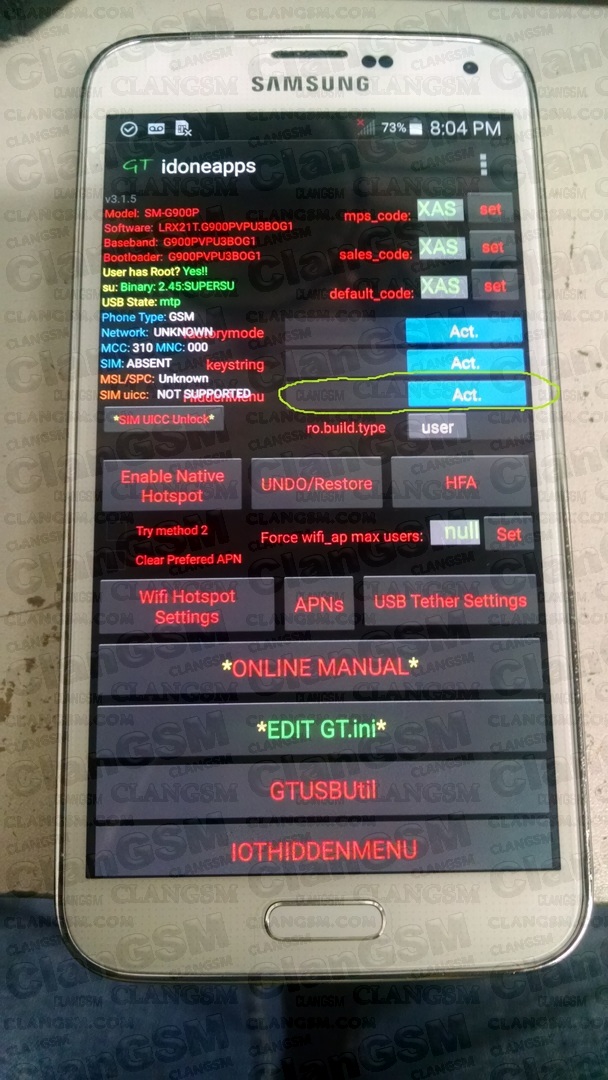 SAMSUNG
73% 8:04 PM
GT idoneapps
v3.1.5
Model: SM-G900P
Software: LRX21T.G900PVPU3BOG1
Baseband: G900PVPU3BOG1
Bootloader: G900PVPU3BOG1
User has Root? Yes!!
su: Binary: 2.45:SUPERSU
USB State: mtp
Phone Type: GSM
Network: UNKNOWN
MCC: 310 MNC: 000
SIM: ABSENT
MSL/SPC: Unknown
SIM uicc: NOT SUPPORTED
*SIM UICC Unlock*
mps_code: XAS set
sales_code: XAS set
default_code: XAS set
Act.
keystring Act.
Act.
ro.build.type user
Enable Native
Hotspot
UNDO/Restore
HFA
Try method 2
Clear Prefered APN
Force wifi_ap max users: null Set
Wifi Hotspot
Settings
APNs
USB Tether Settings
*ONLINE MANUAL*
*EDIT GT.ini*
GTUSBUtil
IOTHIDDENMENU
ClanGSM
CLANGSM.COM